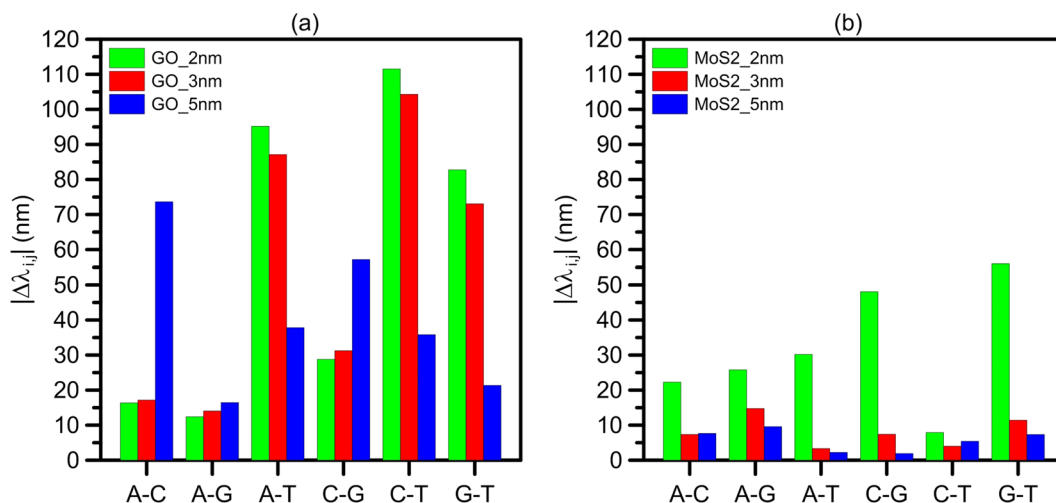 (a)
120
110
100
90
80
70
60
50
40
30
20
10
0
|Δλi,j| (nm)
GO_2nm
GO_3nm
GO_5nm
A-C A-G A-T C-G C-T G-T
(b)
120
110
100
90
80
70
60
50
40
30
20
10
0
|Δλi,j| (nm)
MoS2_2nm
MoS2_3nm
MoS2_5nm
A-C A-G A-T C-G C-T G-T